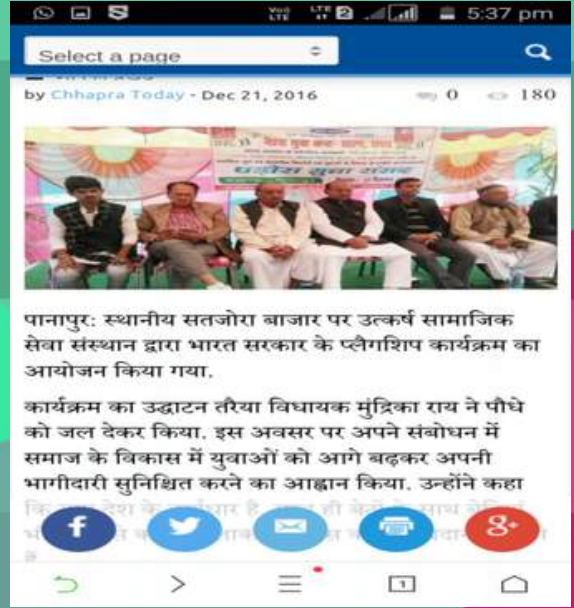 5:37 pm
Select a page
by Chhapra Today - Dec 21, 2016 0 180
पड़ोस युवा संसद
पानापुर: स्थानीय सतजोरा बाजार पर उत्कर्ष सामाजिक
सेवा संस्थान द्वारा भारत सरकार के प्लैगशिप कार्यक्रम का
आयोजन किया गया.
कार्यक्रम का उद्घाटन तरैया विधायक मुंद्रिका राय ने पौधे
को जल देकर किया. इस अवसर पर अपने संबोधन में
समाज के विकास में युवाओं को आगे बढ़कर अपनी
भागीदारी सुनिश्चित करने का आह्वान किया. उन्होंने कहा
देश के
के साथ
1